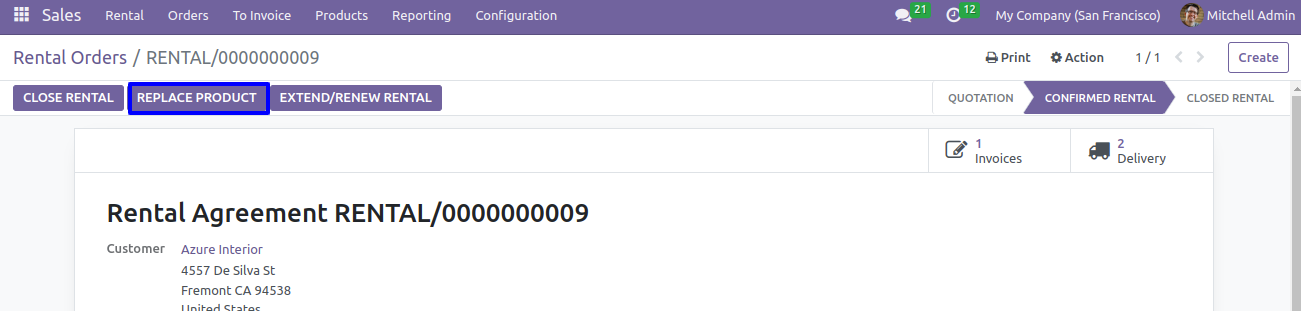 Sales Rental Orders To Invoice Products Reporting Configuration 21 12 My Company (San Francisco) Mitchell Admin
Rental Orders / RENTAL/0000000009 Print Action 1 / 1 Create
CLOSE RENTAL REPLACE PRODUCT EXTEND/RENEW RENTAL QUOTATION CONFIRMED RENTAL CLOSED RENTAL
1
Invoices
2
Delivery
Rental Agreement RENTAL/0000000009
Customer Azure Interior
4557 De Silva St
Fremont CA 94538
United States